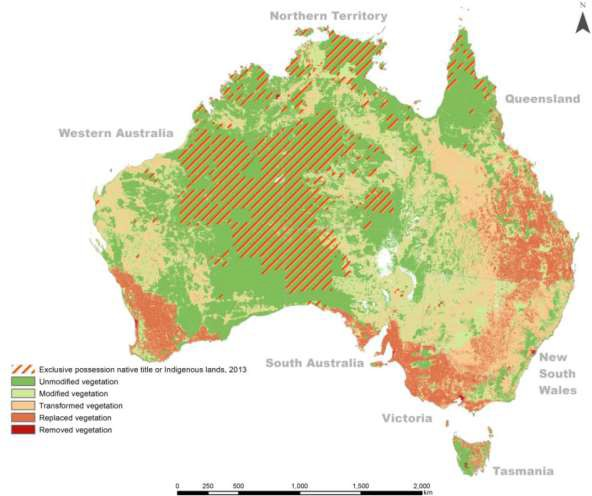 Northern Territory
N
Queensland
Western Australia
Exclusive possession native title or Indigenous lands, 2013
Unmodified vegetation
Modified vegetation
Transformed vegetation
Replaced vegetation
Removed vegetation
South Australia
New
South
Wales
Victoria
Tasmania
0 250 500 1,000 1,500 2,000
km